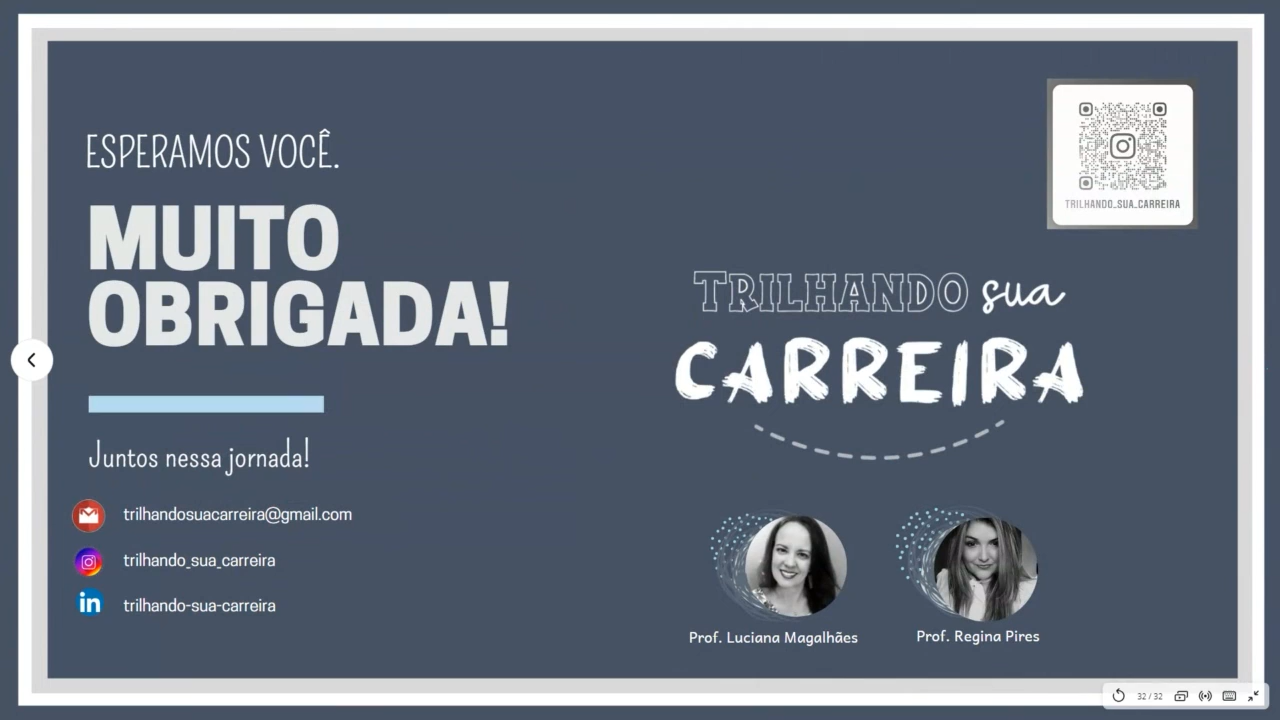 ESPERAMOS VOCÊ.
MUITO
OBRIGADA!
Juntos nessa jornada!
trilhandosuacarreira@gmail.com
trilhando_sua_carreira
in
trilhando-sua-carreira
TRILHANDO_SUA_CARREIRA
TRILHANDO sua
CARREIRA
Prof. Luciana Magalhães
Prof. Regina Pires
32 / 32